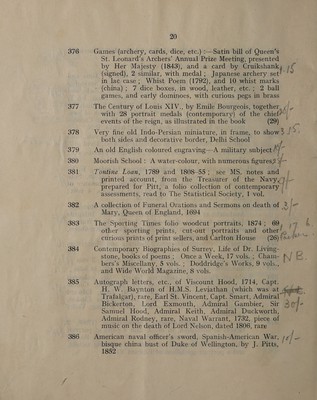 20
376 Games (archery, cards, dice, etc.) :—Satin bill of Queen's
St. Leonard's Archers' Annual Prize Meeting, presented
by Her Majesty (1843), and a card by Cruikshank
(signed), 2 similar, with medal ; Japanese archery set
in lac case ; Whist Poem (1792), and 10 whist marks
(china) ; 7 dice boxes, in wood, leather, etc. ; 2 ball
games, and early dominoes, with curious pegs in brass
377 The Century of Louis XIV., by Emile Bourgeois, together
with 28 portrait medals (contemporary) of the chief
events of the reign, as illustrated in the book (29)
378 Very fine old Indo-Persian miniature, in frame, to show
both sides and decorative border, Delhi School
379 An old English coloured engraving—A military subject
380 Moorish School : A water-colour, with numerous figures
381 Tontine Loan, 1789 and 1808-33; see MS. notes and
printed account, from the Treasurer of the Navy,
prepared for Pitt, a folio collection of contemporary
assessments, read to The Statistical Society, 1 vol.
382 A collection of Funeral Orations and Sermons on death of
Mary, Queen of England, 1694
383 The Sporting Times folio woodcut portraits, 1874 ; 69
other sporting prints, cut-out portraits and other
curious prints of print sellers, and Carlton House (26)
384 Contemporary Biographies of Surrey, Life of Dr. Living-
stone, books of poems ; Once a Week, 17 vols. ; Cham-
bers's Miscellany, 5 vols. ; Doddridge's Works, 9 vols.,
and Wide World Magazine, 8 vols.
N B.
385 Autograph letters, etc., of Viscount Hood, 1714, Capt.
H. W. Baynton of H.M.S. Leviathan (which was at
Trafalgar), rare, Earl St. Vincent, Capt. Smart, Admiral
Bickerton, Lord Exmouth, Admiral Gambier, Sir
Samuel Hood, Admiral Keith, Admiral Duckworth,
Admiral Rodney, rare, Naval Warrant, 1732, piece of
music on the death of Lord Nelson, dated 1806, rare
30/-
386 American naval officer's sword, Spanish-American War,
bisque china bust of Duke of Wellington, by J. Pitts,
1852
10/-